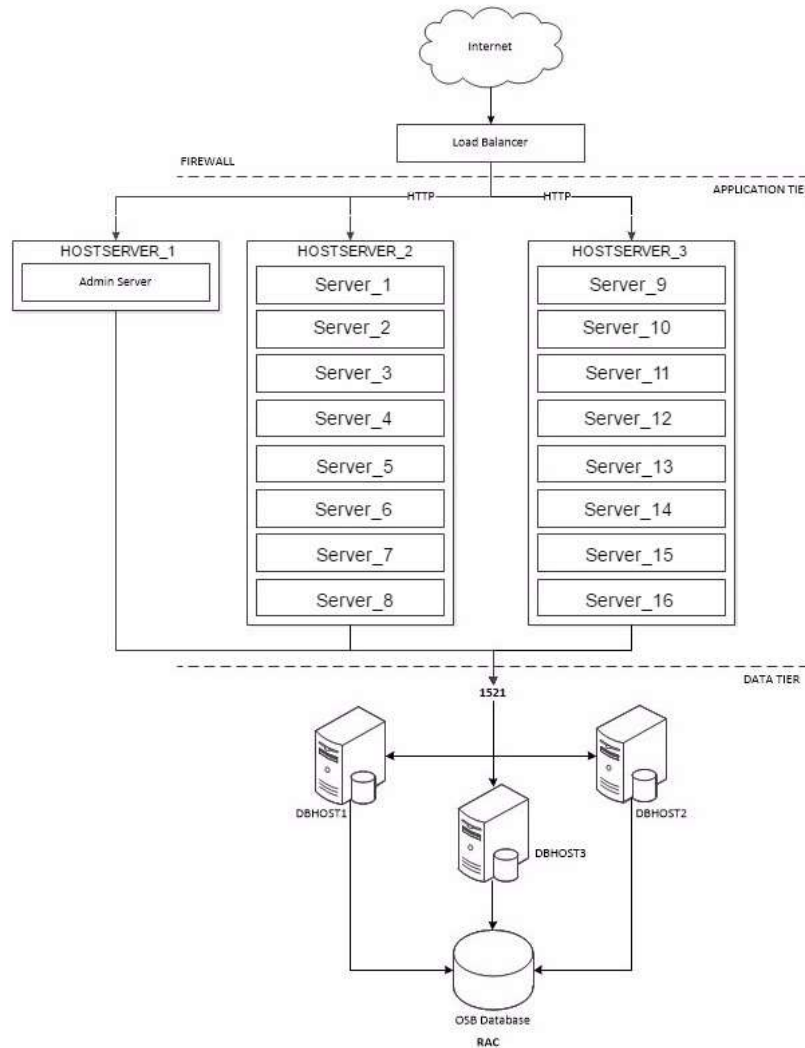 Internet
Load Balancer
FIREWALL
APPLICATION TIER
HTTP
HTTP
HOSTSERVER_1
Admin Server
HOSTSERVER_2
Server_1
Server_2
Server_3
Server_4
Server_5
Server_6
Server_7
Server_8
HOSTSERVER_3
Server_9
Server_10
Server_11
Server_12
Server_13
Server_14
Server_15
Server_16
DATA TIER
1521
DBHOST1
DBHOST2
DBHOST3
OSB Database
RAC